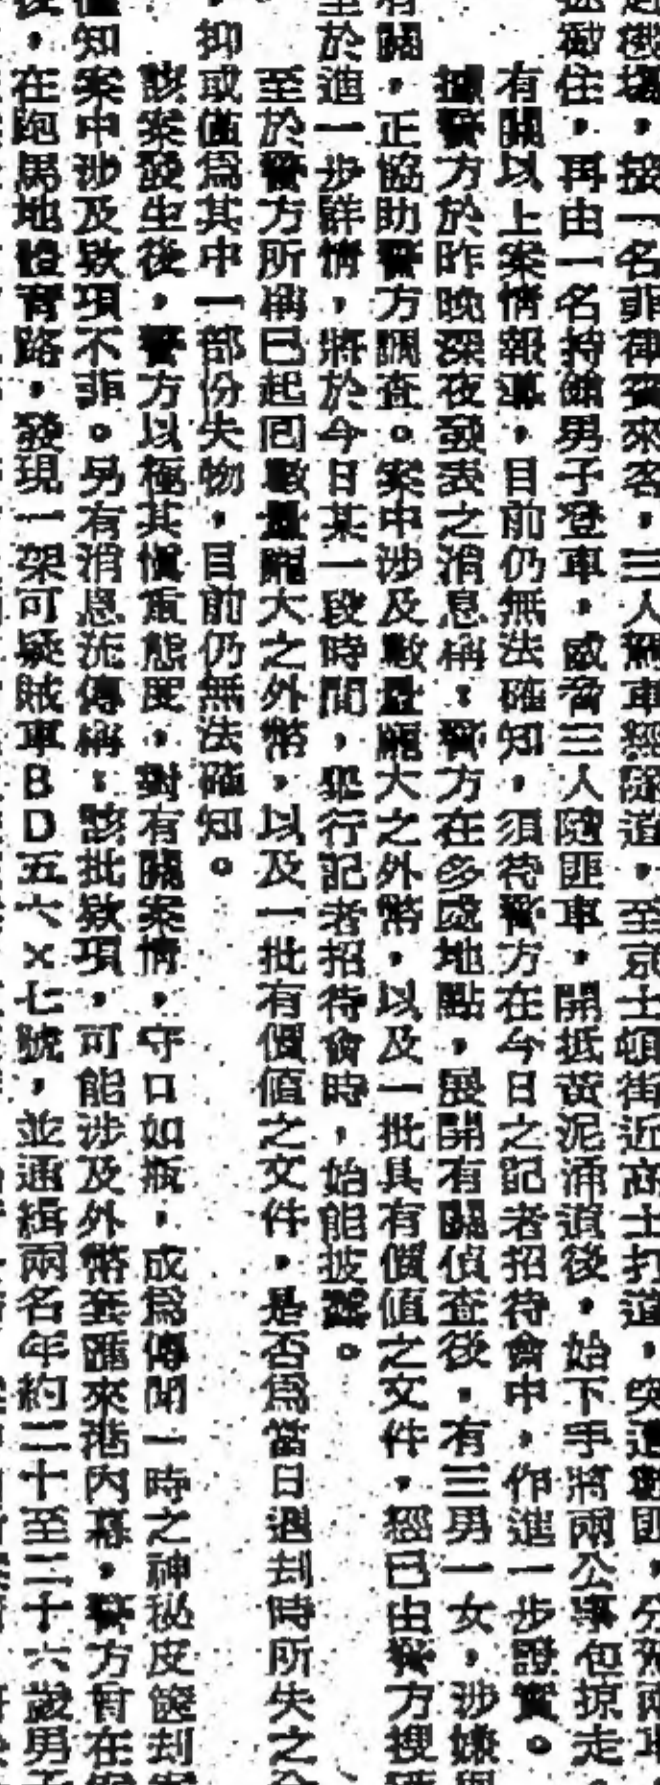 近機場，接一名菲律賓來客，三人駕車經隧道，至京士頓街近高士打道，突遭
截住，再由一名持槍男子登車，威脅三人隨匪車，開抵黃泥涌道後，始下手將兩公事包掠走
有關以上案情報導，目前仍無法確知，須待警方在今日之記者招待會中，作進一步證實。
據警方於昨晚深夜發表之消息稱：警方在多處地點，展開有關偵查後，有三男一女，涉嫌與
有關，正協助警方調查。案中涉及數量龐大之外幣，以及一批具有價值之文件，經已由警方搜
至於進一步詳情，將於今日某一段時間，舉行記者招待會時，始能披露。
至於警方所稱已起回數量龐大之外幣，以及一批有價值之文件，是否為當日遇刦時所失之
，抑或僅為其中一部份失物，目前仍無法確知。
該案發生後，警方以極其慎重態度，對有關案情，守口如瓶，成為傳聞一時之神秘皮篋刦案
知案中涉及欵項不菲。另有消息流傳稱：該批欵項，可能涉及外幣套匯來港內幕，警方曾在
，在跑馬地體育路，發現一架可疑賊車BD五六×七號，並通緝兩名年約二十至二十六歲男子